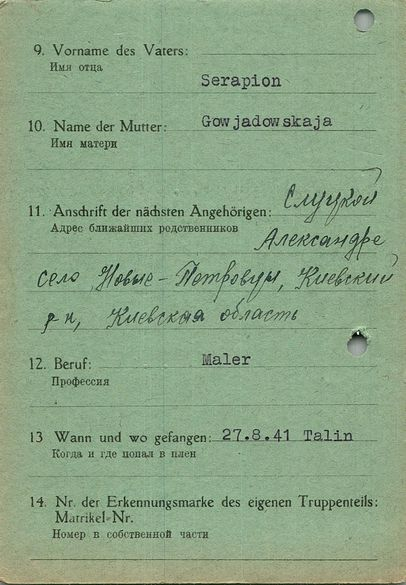 9. Vorname des Vaters:
Имя отца
Serapion
10. Name der Mutter: Gowjadowskaja
Имя матери
11. Anschrift der nächsten Angehörigen: Слуцкой
Адрес ближайших родственников
Александре
село Новые-Петровцы, Киевский
р-н, Киевская область
12. Beruf: Maler
Профессия
13 Wann und wo gefangen: 27.8.41 Talin
Когда и где попал в плен
14. Nr. der Erkennungsmarke des eigenen Truppenteils:
Matrikel-Nr.
Номер в собственной части